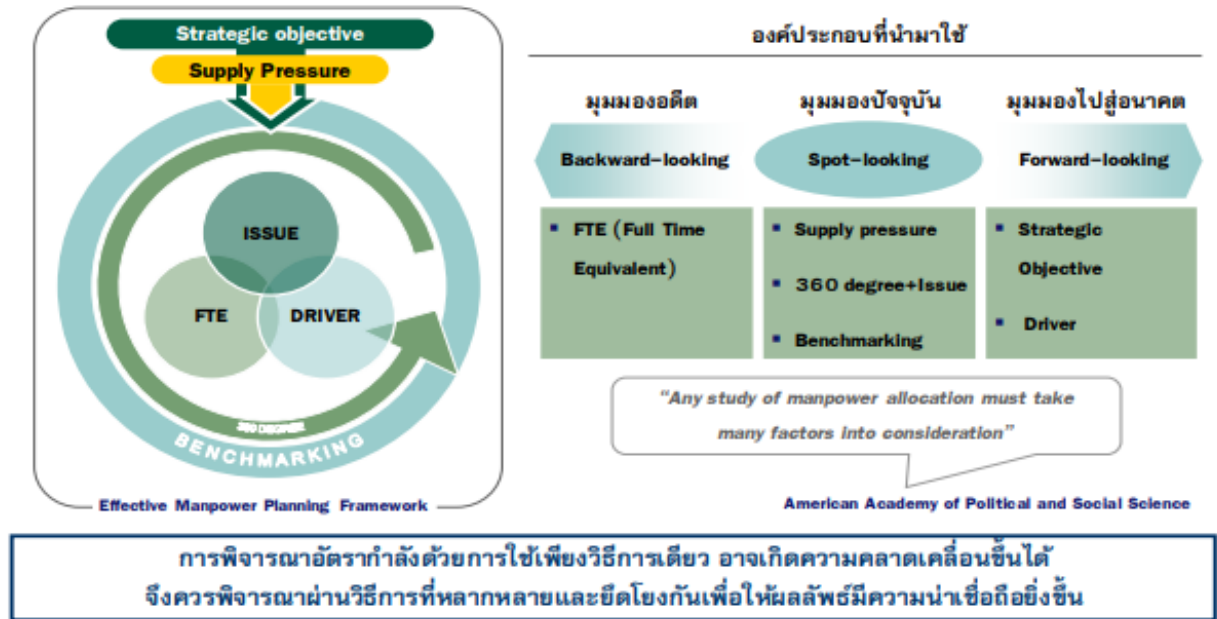 Strategic objective
Supply Pressure
ISSUE
FTE
DRIVER
360 DEGREE
BENCHMARKING
Effective Manpower Planning Framework
องค์ประกอบที่นำมาใช้
มุมมองอดีต
มุมมองปัจจุบัน
มุมมองไปสู่อนาคต
Backward-looking
Spot-looking
Forward-looking
▪ FTE (Full Time
Equivalent)
▪ Supply pressure
▪ 360 degree+Issue
▪ Benchmarking
▪ Strategic
Objective
▪ Driver
"Any study of manpower allocation must take
many factors into consideration"
American Academy of Political and Social Science
การพิจารณาอัตรากำลังด้วยการใช้เพียงวิธีการเดียว อาจเกิดความคลาดเคลื่อนขึ้นได้
จึงควรพิจารณาผ่านวิธีการที่หลากหลายและยึดโยงกันเพื่อให้ผลลัพธ์มีความน่าเชื่อถือยิ่งขึ้น